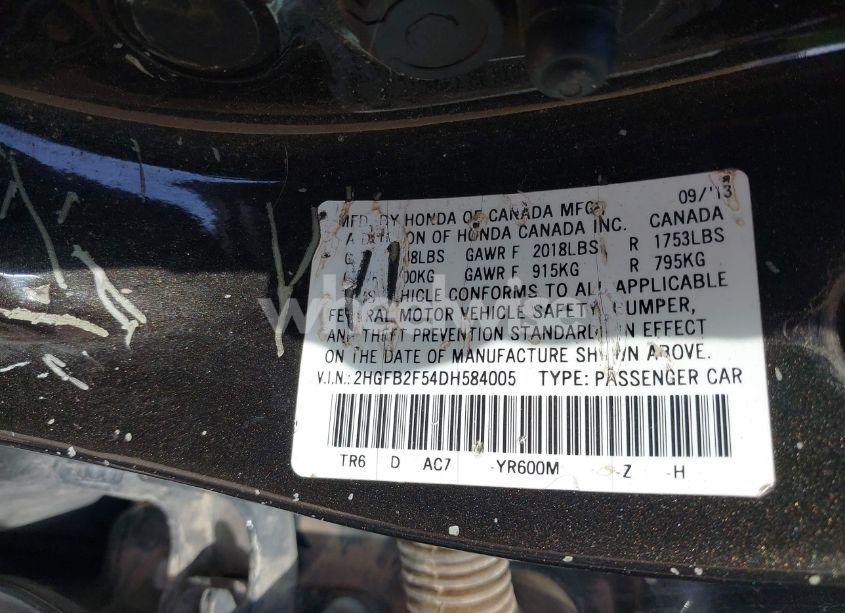 09/'13
MFD. BY HONDA OF CANADA MFG. CANADA
OF HONDA CANADA INC.
LBS GAWR F 2018LBS R 1753LBS
KG GAWR F 915KG R 795KG
VEHICLE CONFORMS TO ALL APPLICABLE
FEDERAL MOTOR VEHICLE SAFETY, BUMPER,
AND THEFT PREVENTION STANDARDS IN EFFECT
ON THE DATE OF MANUFACTURE SHOWN ABOVE.
V.I.N.: 2HGFB2F54DH584005 TYPE: PASSENGER CAR
TR6 D AC7 -YR600M -Z -H